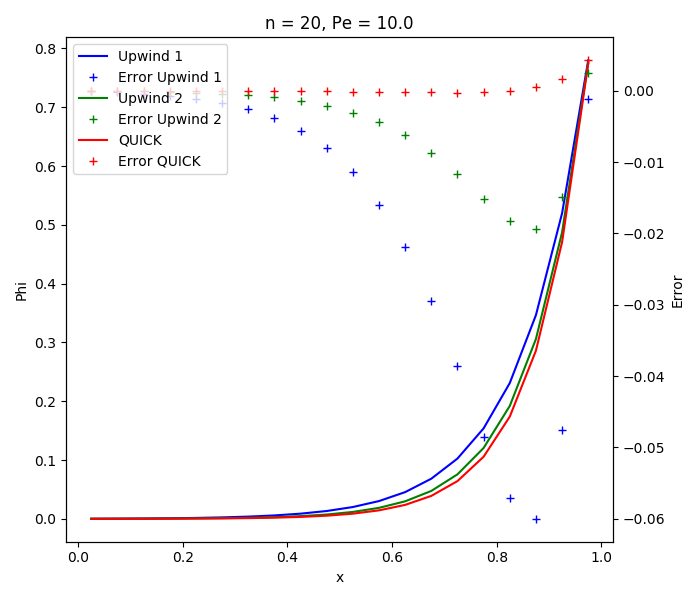 n = 20, Pe = 10.0
Upwind 1
Error Upwind 1
Upwind 2
Error Upwind 2
QUICK
Error QUICK
0.8
0.7
0.6
0.5
0.4
0.3
0.2
0.1
0.0
Phi
0.00
−0.01
−0.02
−0.03
−0.04
−0.05
−0.06
Error
0.0 0.2 0.4 0.6 0.8 1.0
x